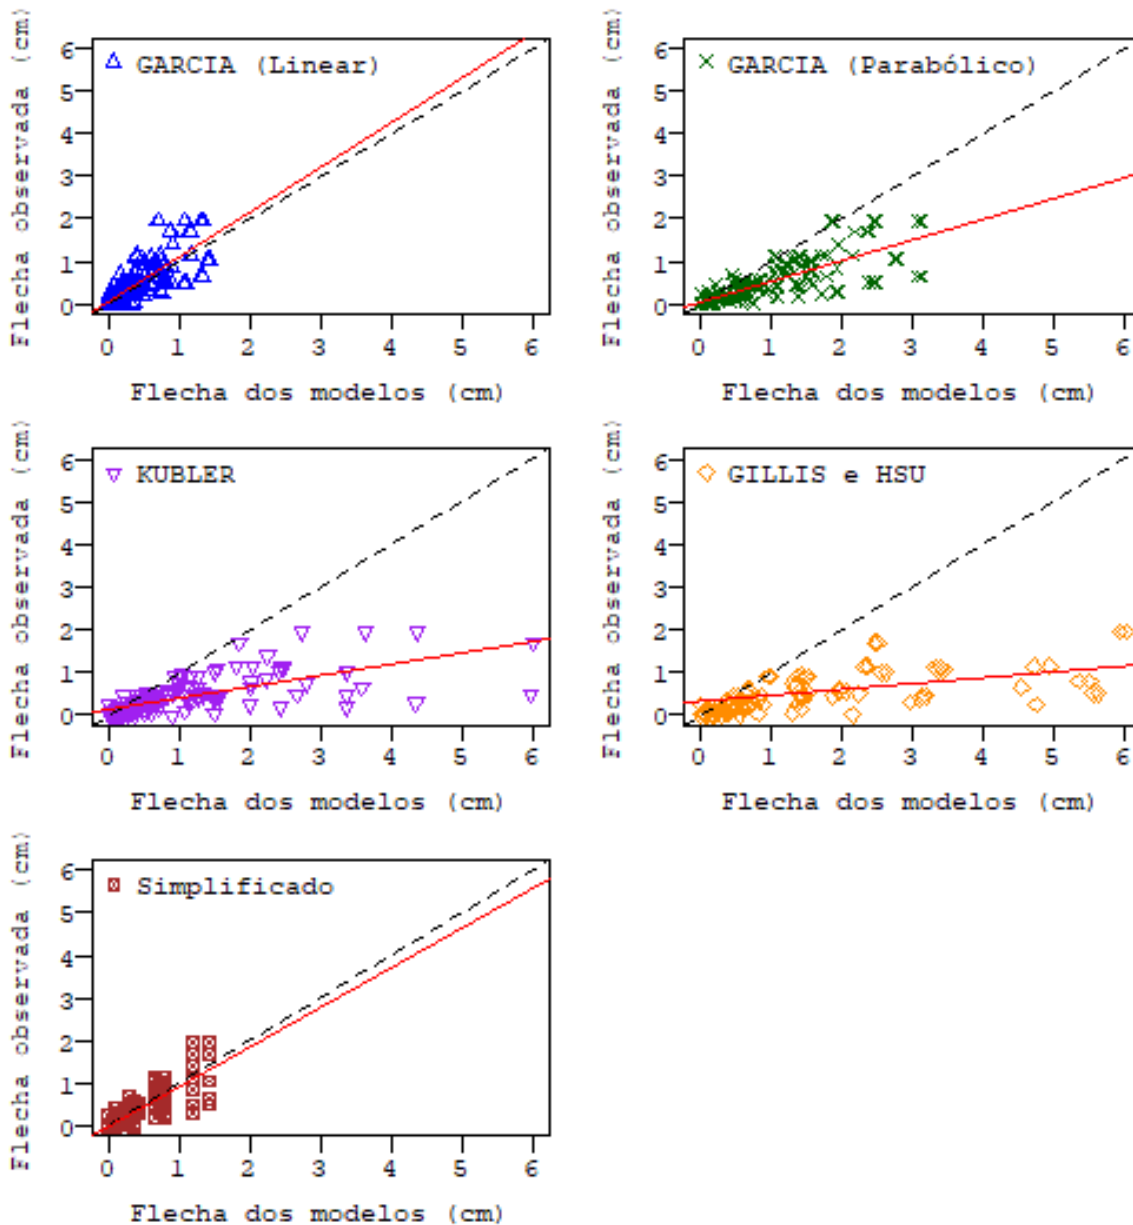 GARCIA (Linear)
Flecha observada (cm)
6
5
4
3
2
1
0
0 1 2 3 4 5 6
Flecha dos modelos (cm)
GARCIA (Parabólico)
Flecha observada (cm)
6
5
4
3
2
1
0
0 1 2 3 4 5 6
Flecha dos modelos (cm)
KUBLER
Flecha observada (cm)
6
5
4
3
2
1
0
0 1 2 3 4 5 6
Flecha dos modelos (cm)
GILLIS e HSU
Flecha observada (cm)
6
5
4
3
2
1
0
0 1 2 3 4 5 6
Flecha dos modelos (cm)
Simplificado
Flecha observada (cm)
6
5
4
3
2
1
0
0 1 2 3 4 5 6
Flecha dos modelos (cm)